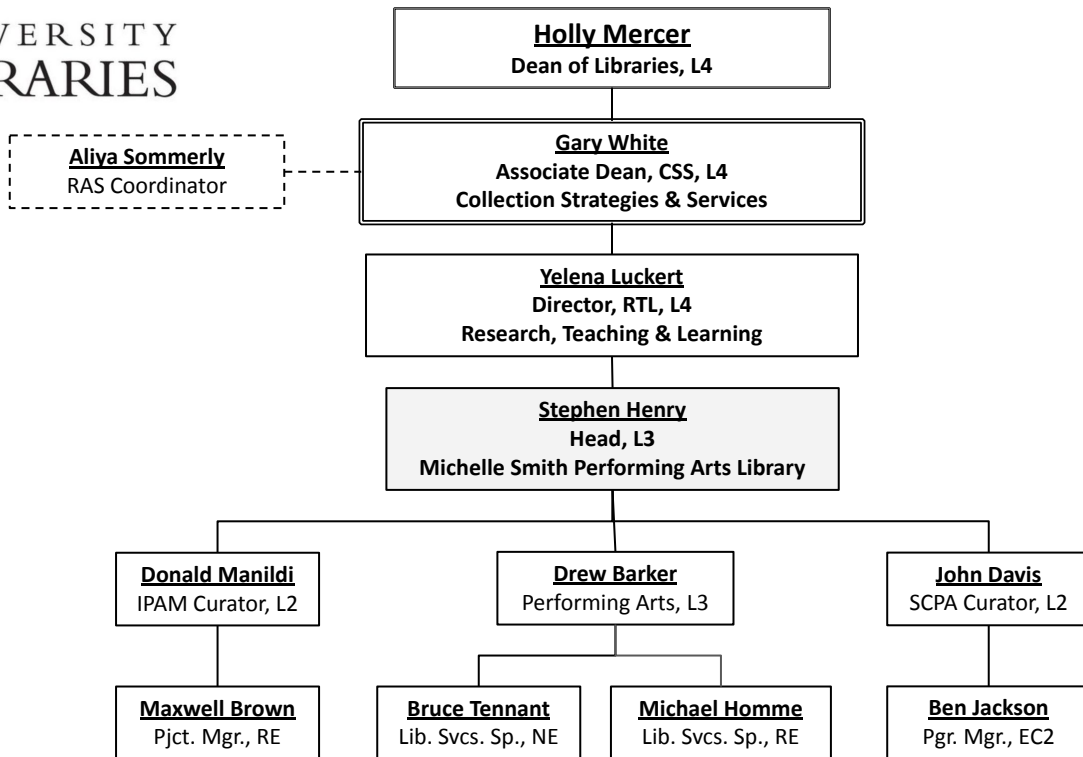 Holly Mercer
Dean of Libraries, L4
Aliya Sommerly
RAS Coordinator
Gary White
Associate Dean, CSS, L4
Collection Strategies & Services
Yelena Luckert
Director, RTL, L4
Research, Teaching & Learning
Stephen Henry
Head, L3
Michelle Smith Performing Arts Library
Donald Manildi
IPAM Curator, L2
Drew Barker
Performing Arts, L3
John Davis
SCPA Curator, L2
Maxwell Brown
Pjct. Mgr., RE
Bruce Tennant
Lib. Svcs. Sp., NE
Michael Homme
Lib. Svcs. Sp., RE
Ben Jackson
Pgr. Mgr., EC2